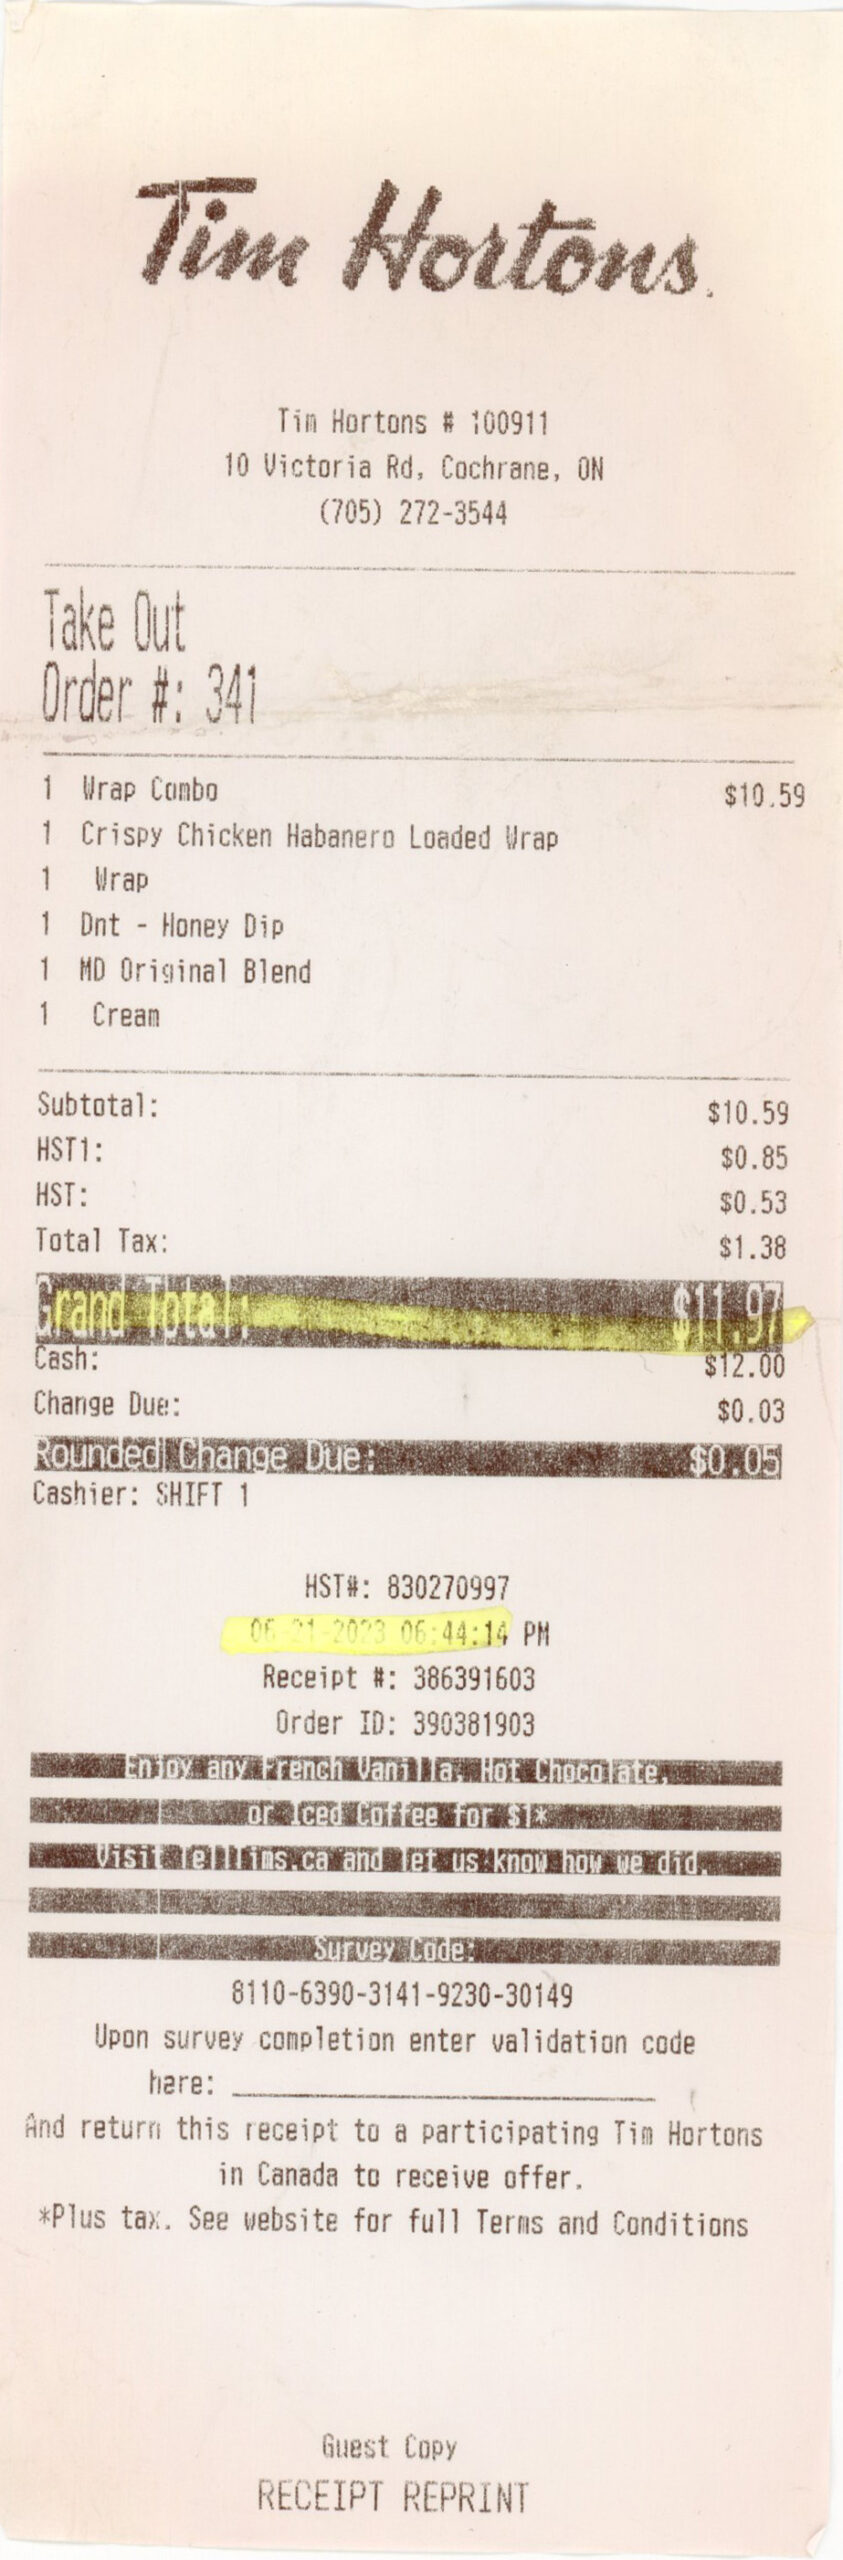 Tim Hortons.
Tim Hortons # 100911
10 Victoria Rd, Cochrane, ON
(705) 272-3544
Take Out
Order #: 341
1 Wrap Combo $10.59
1 Crispy Chicken Habanero Loaded Wrap
1 Wrap
1 Dnt - Honey Dip
1 MD Original Blend
1 Cream
Subtotal: $10.59
HST1: $0.85
HST: $0.53
Total Tax: $1.38
Grand Total: $11.97
Cash: $12.00
Change Due: $0.03
Rounded Change Due: $0.05
Cashier: SHIFT 1
HST#: 830270997
06-21-2023 06:44:14 PM
Receipt #: 386391603
Order ID: 390381903
Enjoy any French Vanilla, Hot Chocolate,
or Iced Coffee for $1*
Visit TellTims.ca and let us know how we did.
Survey Code:
8110-6390-3141-9230-30149
Upon survey completion enter validation code
here:
And return this receipt to a participating Tim Hortons
in Canada to receive offer.
*Plus tax. See website for full Terms and Conditions
Guest Copy
RECEIPT REPRINT